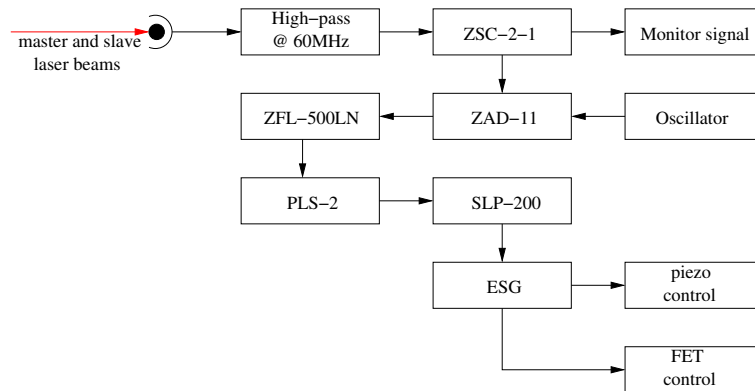 master and slave
laser beams
High−pass
@ 60MHz
ZSC−2−1
Monitor signal
ZFL−500LN
ZAD−11
Oscillator
PLS−2
SLP−200
ESG
piezo
control
FET
control